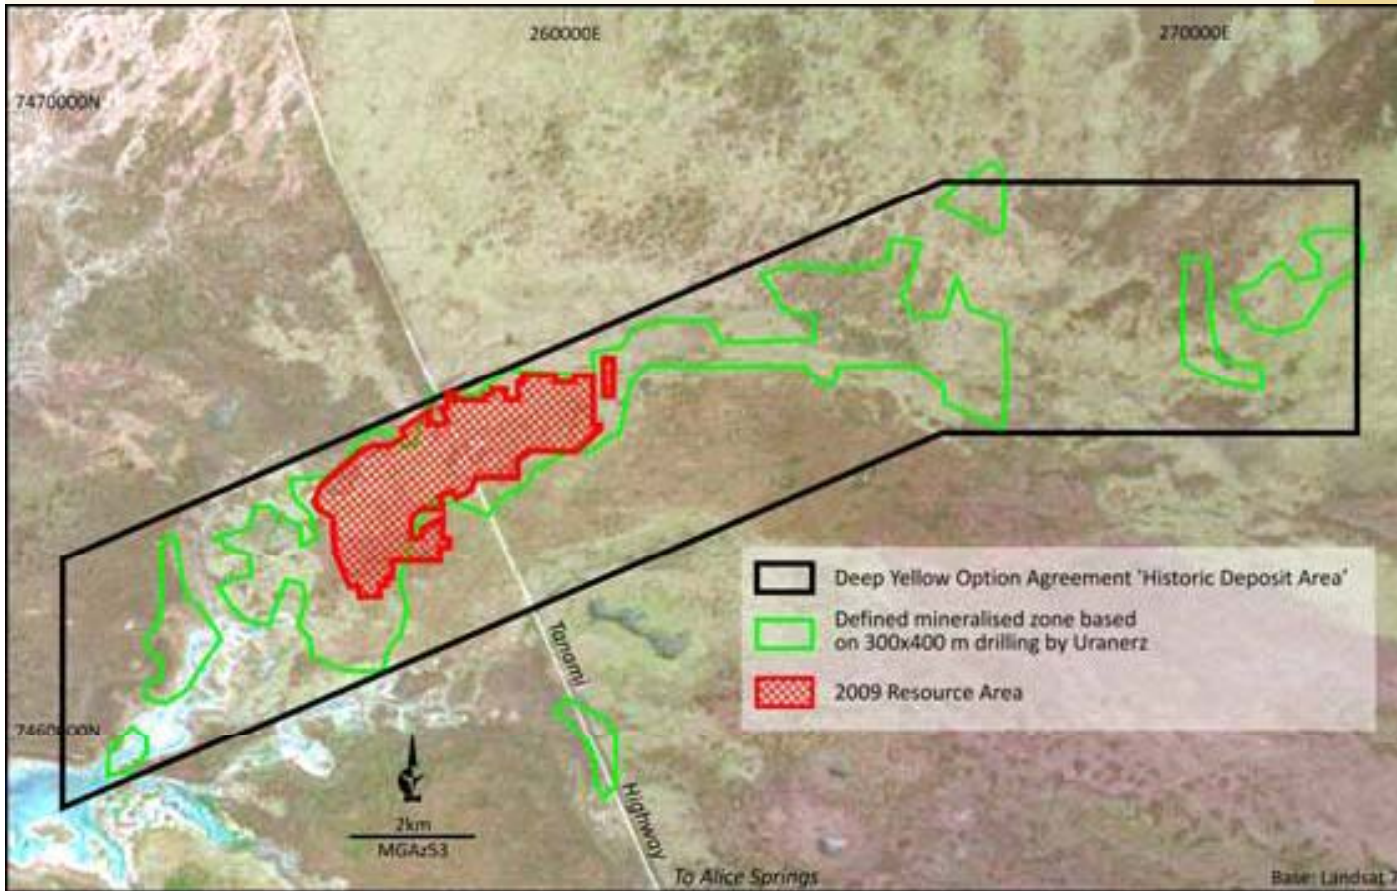 260000E
270000E
7470000N
Deep Yellow Option Agreement 'Historic Deposit Area'
Defined mineralised zone based
on 300x400 m drilling by Uranerz
2009 Resource Area
Tanami
Highway
7460000N
2km
MGAz53
To Alice Springs
Base: Landsat